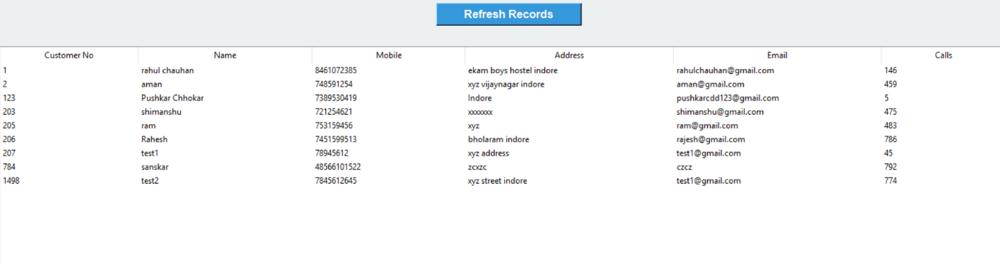 Refresh Records
Customer No Name Mobile Address Email Calls
1 rahul chauhan 8461072385 ekam boys hostel indore rahulchauhan@gmail.com 146
2 aman 748591254 xyz vijaynagar indore aman@gmail.com 459
123 Pushkar Chhokar 7389530419 Indore pushkarcdd123@gmail.com 5
203 shimanshu 721254621 xxxxxxx shimanshu@gmail.com 475
205 ram 753159456 xyz ram@gmail.com 483
206 Rahesh 7451599513 bholaram indore rajesh@gmail.com 786
207 test1 78945612 xyz address test1@gmail.com 45
784 sanskar 48566101522 zcxzc czcz 792
1498 test2 7845612645 xyz street indore test1@gmail.com 774